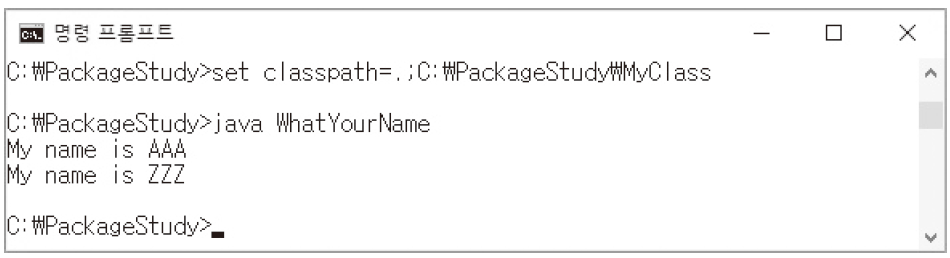 명령 프롬프트
C:₩PackageStudy>set classpath=.;C:₩PackageStudy₩MyClass
C:₩PackageStudy>java WhatYourName
My name is AAA
My name is ZZZ
C:₩PackageStudy>